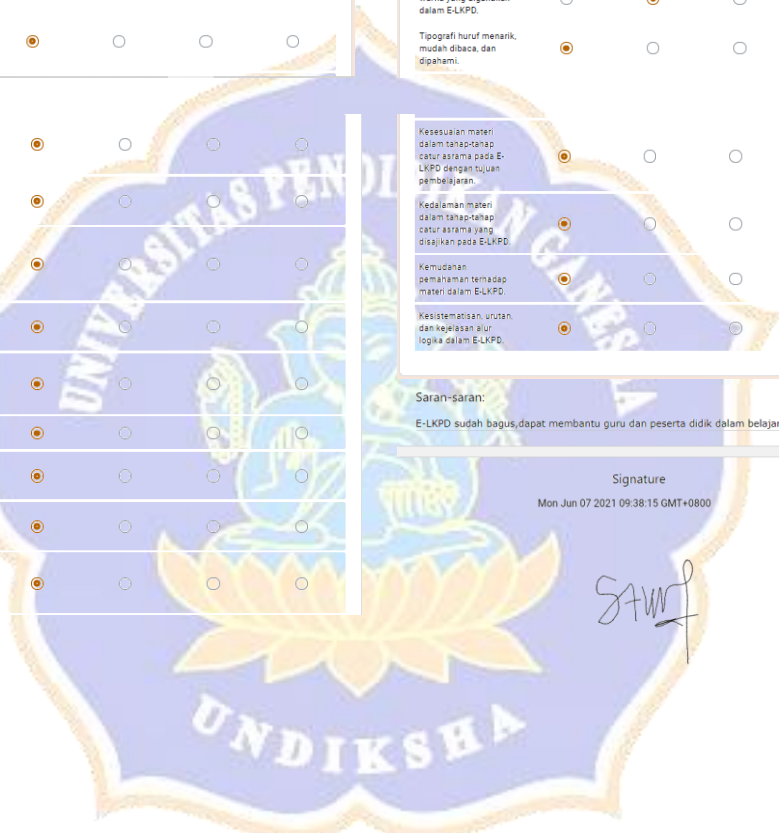 dalam E-LKPD.
Tipografi huruf menarik,
mudah dibaca, dan
dipahami.
Kesesuaian materi
dalam tahap-tahap
catur asrama pada E-
LKPD dengan tujuan
pembelajaran.
Kedalaman materi
dalam tahap-tahap
catur asrama yang
disajikan pada E-LKPD.
Kemudahan
pemahaman terhadap
materi dalam E-LKPD.
Kesistematisan, urutan,
dan kejelasan alur
logika dalam E-LKPD.
Saran-saran:
E-LKPD sudah bagus,dapat membantu guru dan peserta didik dalam belajar
Signature
Mon Jun 07 2021 09:38:15 GMT+0800
UNIVERSITAS PENDIDIKAN GANESHA
UNDIKSHA